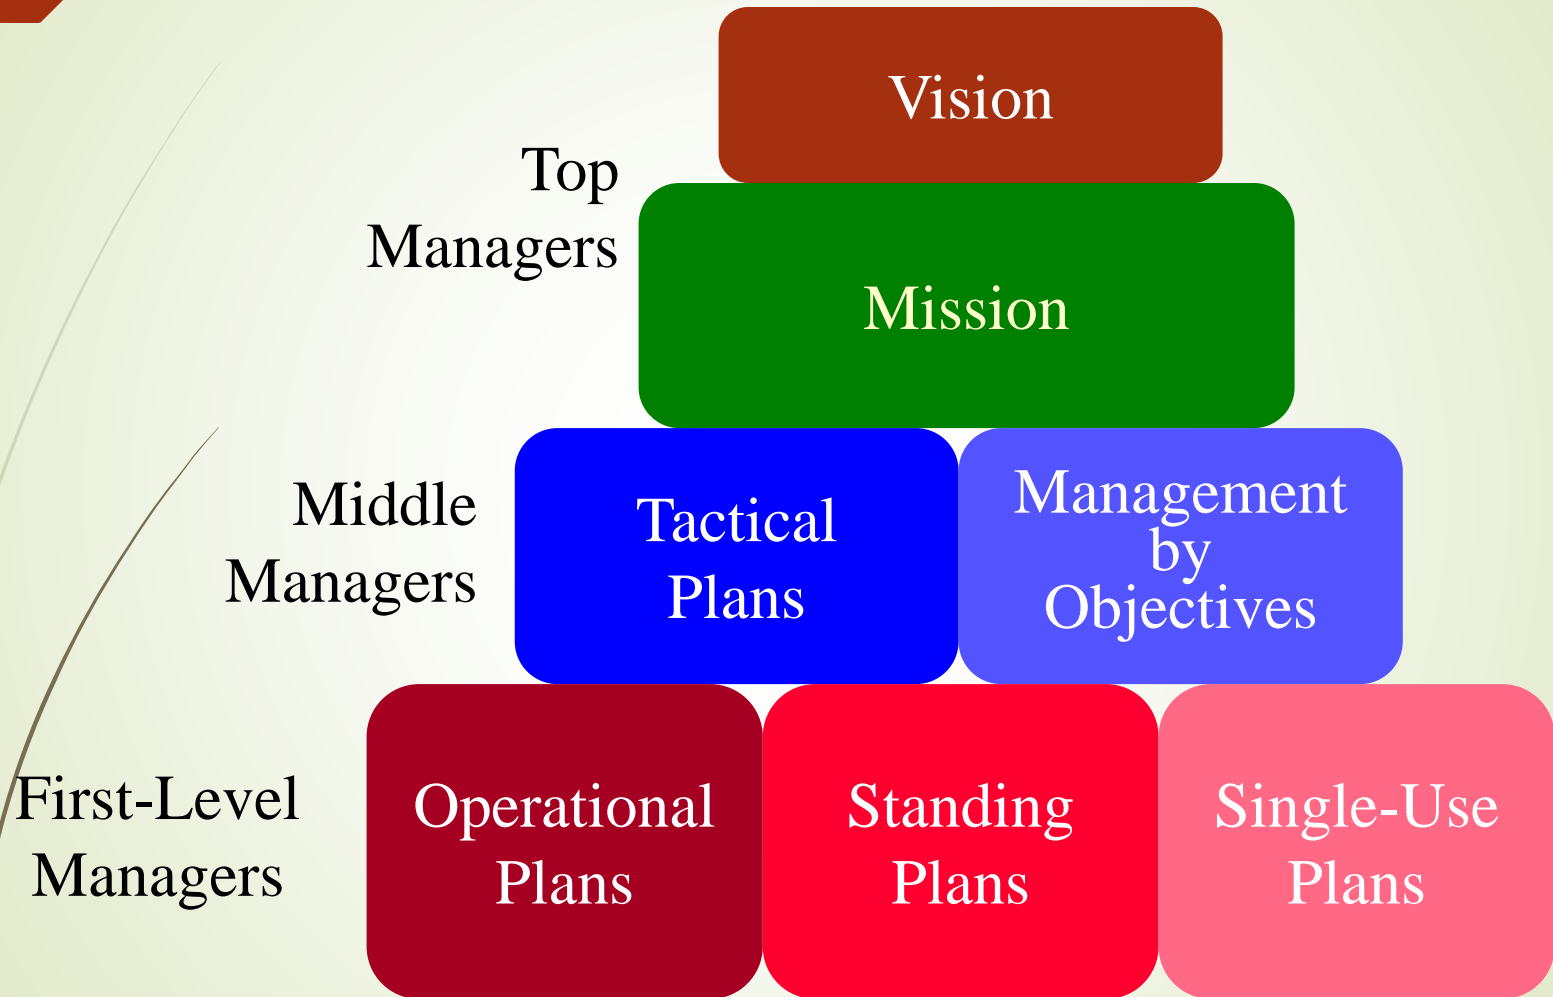 Vision
Top
Managers
Mission
Middle
Managers
Tactical
Plans
Management
by
Objectives
First-Level
Managers
Operational
Plans
Standing
Plans
Single-Use
Plans